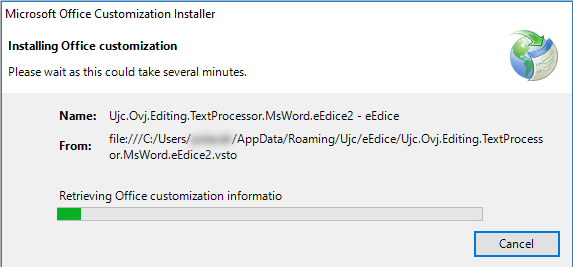 Microsoft Office Customization Installer
Installing Office customization
Please wait as this could take several minutes.
Name: Ujc.Ovj.Editing.TextProcessor.MsWord.eEdice2 - eEdice
From: file:///C:/Users/ /AppData/Roaming/Ujc/eEdice/Ujc.Ovj.Editing.TextProcess
or.MsWord.eEdice2.vsto
Retrieving Office customization informatio
Cancel